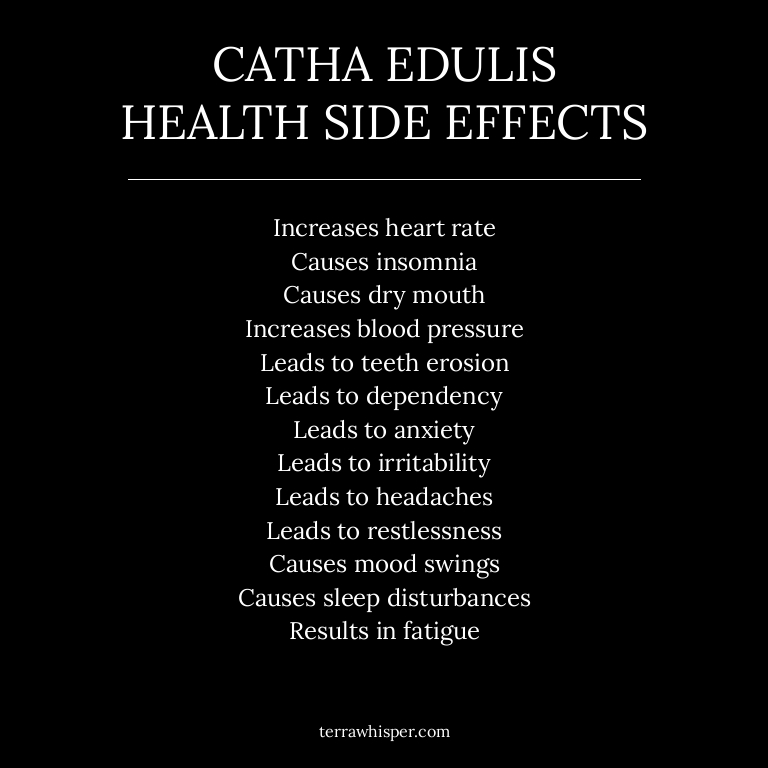 CATHA EDULIS
HEALTH SIDE EFFECTS
Increases heart rate
Causes insomnia
Causes dry mouth
Increases blood pressure
Leads to teeth erosion
Leads to dependency
Leads to anxiety
Leads to irritability
Leads to headaches
Leads to restlessness
Causes mood swings
Causes sleep disturbances
Results in fatigue
terrawhisper.com